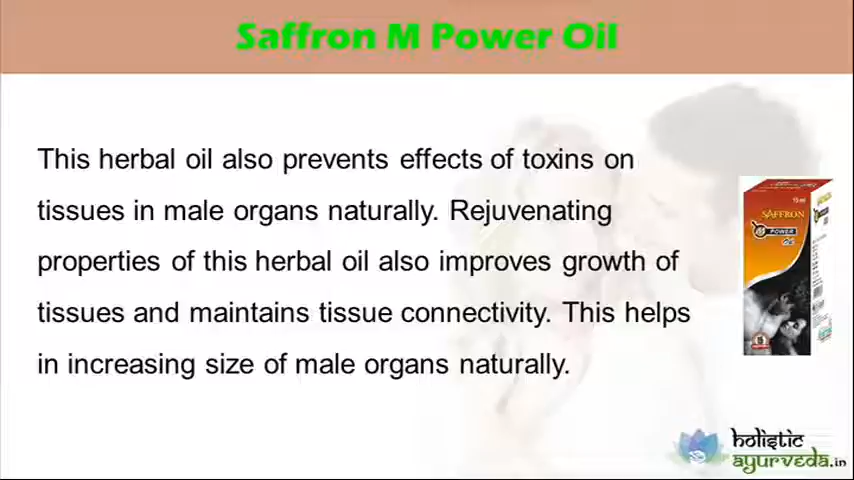 Saffron M Power Oil
This herbal oil also prevents effects of toxins on
tissues in male organs naturally. Rejuvenating
properties of this herbal oil also improves growth of
tissues and maintains tissue connectivity. This helps
in increasing size of male organs naturally.
15 ml
SAFFRON
M POWER
Oil
holistic
ayurveda.in